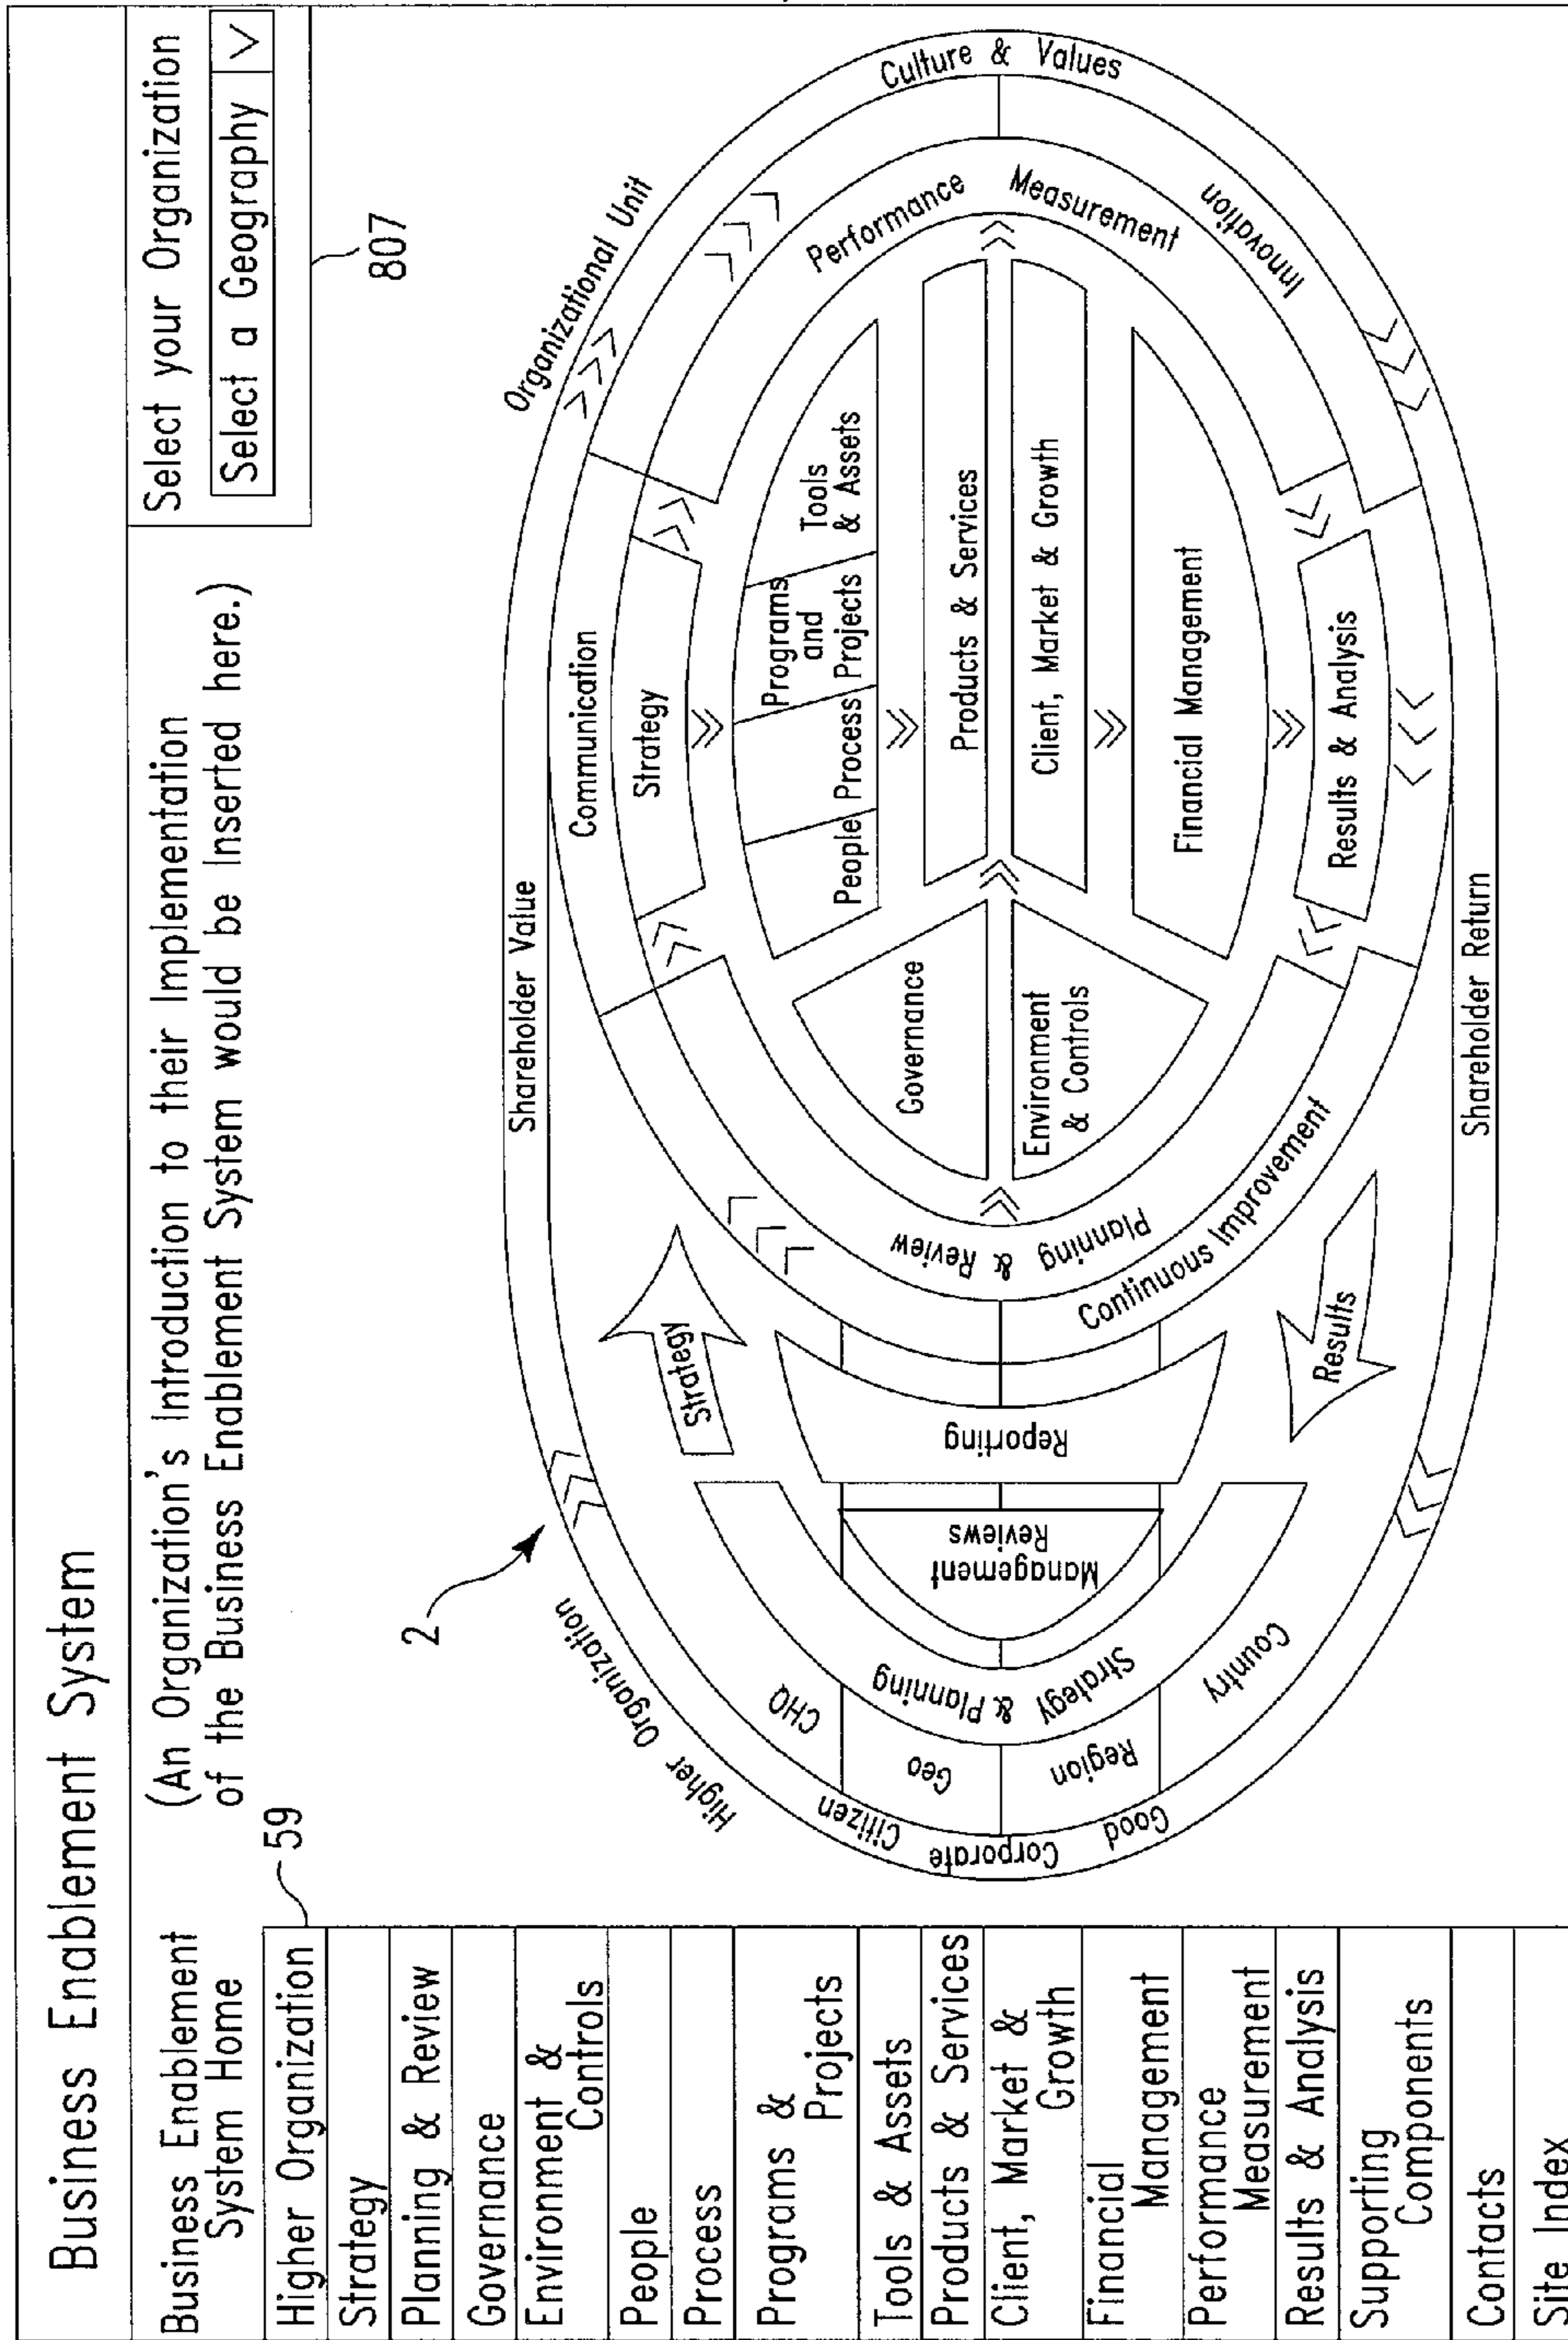 Business Enablement System
Business Enablement
System Home
(An Organization's Introduction to their Implementation
of the Business Enablement System would be Inserted here.)
Select your Organization
Select a Geography
807
59
Higher Organization
Strategy
Planning & Review
Governance
Environment &
Controls
People
Process
Programs &
Projects
Tools & Assets
Products & Services
Client, Market &
Growth
Financial
Management
Performance
Measurement
Results & Analysis
Supporting
Components
Contacts
Site Index
2
Higher Organization
Shareholder Value
Organizational Unit
Culture & Values
Shareholder Return
Good Corporate Citizen
CHQ
Geo
Region
Country
Strategy & Planning
Management
Reviews
Reporting
Strategy
Results
Communication
Innovation
Continuous Improvement
Strategy
Performance Measurement
Results & Analysis
Planning & Review
Governance
Environment
& Controls
People
Process
Programs
and
Projects
Tools
& Assets
Products & Services
Client, Market & Growth
Financial Management